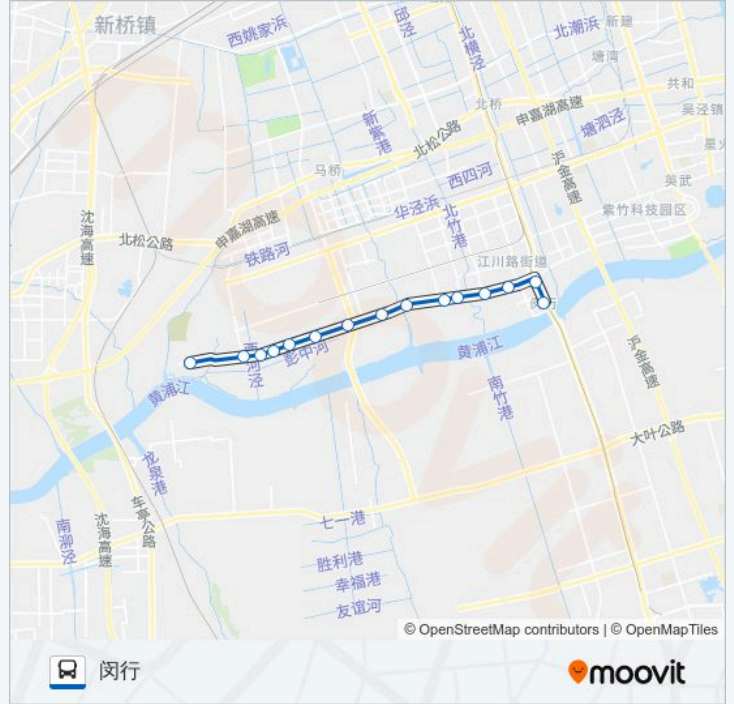 新桥镇
西姚家浜
邱泾
北横泾
北潮浜
新建
塘湾
共和
吴泾镇
北桥
申嘉湖高速
新紫港
北松公路
塘泗泾
星火
马桥
西四河
沪金高速
英武
华泾浜
北竹港
紫竹科技园区
沈海高速
北松公路
申嘉湖高速
铁路河
江川路街道
西河泾
彭中河
黄浦江
黄浦江
沪金高速
南竹港
大叶公路
龙泉港
车亭公路
南泖泾
沈海高速
七一港
胜利港
幸福港
友谊河
© OpenStreetMap contributors | © OpenMapTiles
闵行
moovit